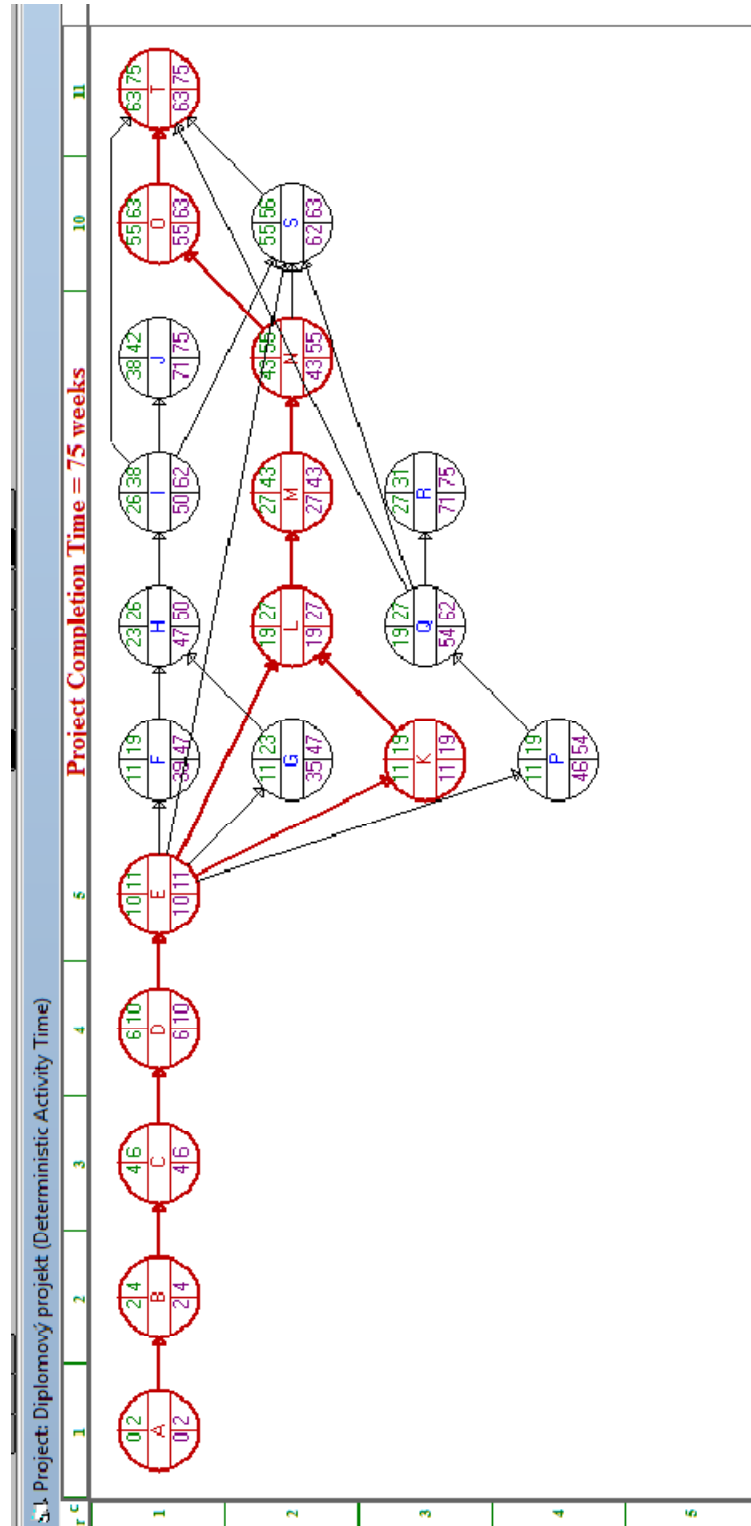 Project: Diplomový projekt (Deterministic Activity Time)
r c 1 2 3 4 5 Project Completion Time = 75 weeks 10 11
1
0 2 2 4 4 6 6 10 10 11 11 19 23 26 26 38 38 42 55 63 63 75
A B C D E F H I J O T
0 2 2 4 4 6 6 10 10 11 39 47 47 50 50 62 71 75 55 63 63 75
2
11 23 19 27 27 43 43 55 55 56
G L M N S
35 47 19 27 27 43 43 55 62 63
3
11 19 19 27 27 31
K Q R
11 19 54 62 71 75
4
11 19
P
46 54
5